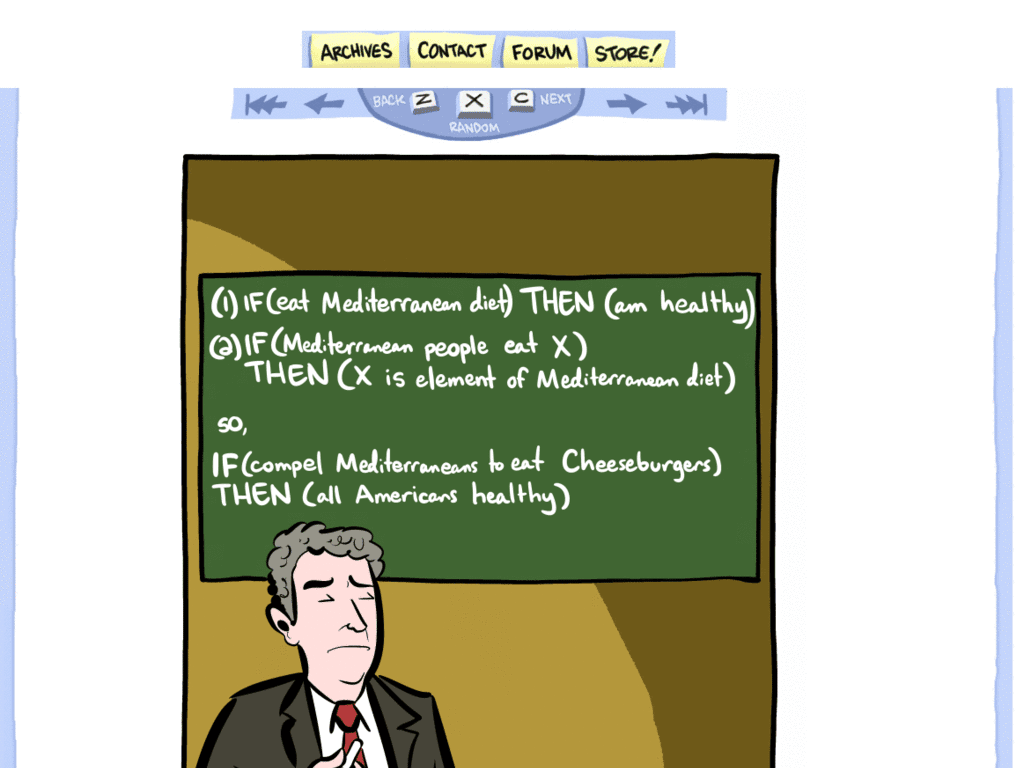 ARCHIVES CONTACT FORUM STORE!
BACK Z X C NEXT
RANDOM
(1) IF (eat Mediterranean diet) THEN (am healthy)
(2) IF (Mediterranean people eat X)
THEN (X is element of Mediterranean diet)
so,
IF (compel Mediterraneans to eat Cheeseburgers)
THEN (all Americans healthy)